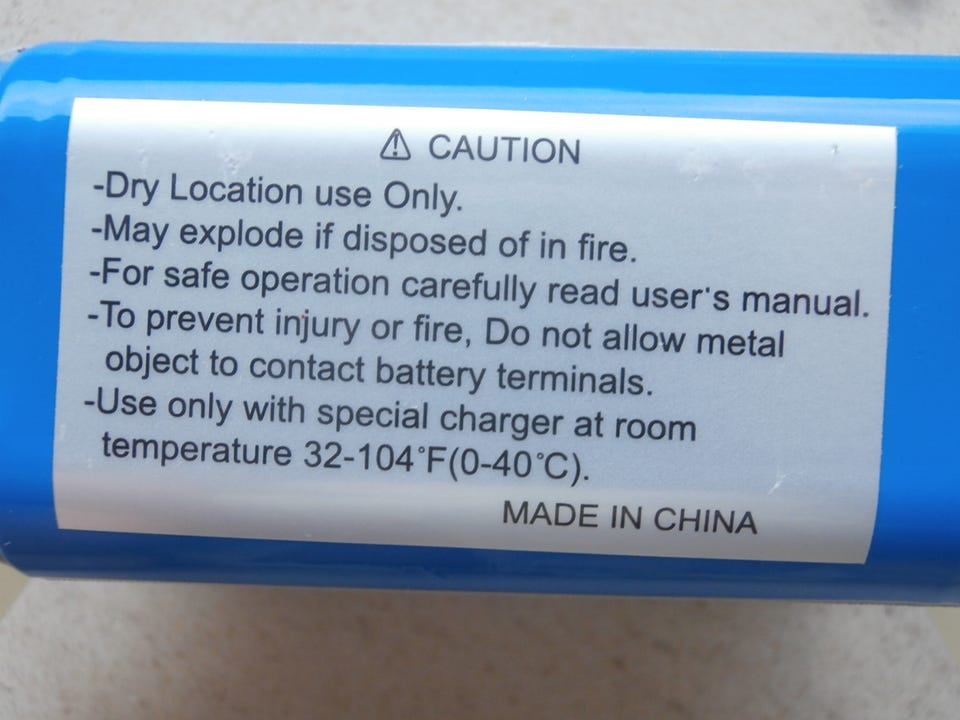 ⚠ CAUTION
-Dry Location use Only.
-May explode if disposed of in fire.
-For safe operation carefully read user's manual.
-To prevent injury or fire, Do not allow metal
object to contact battery terminals.
-Use only with special charger at room
temperature 32-104°F(0-40°C).
MADE IN CHINA